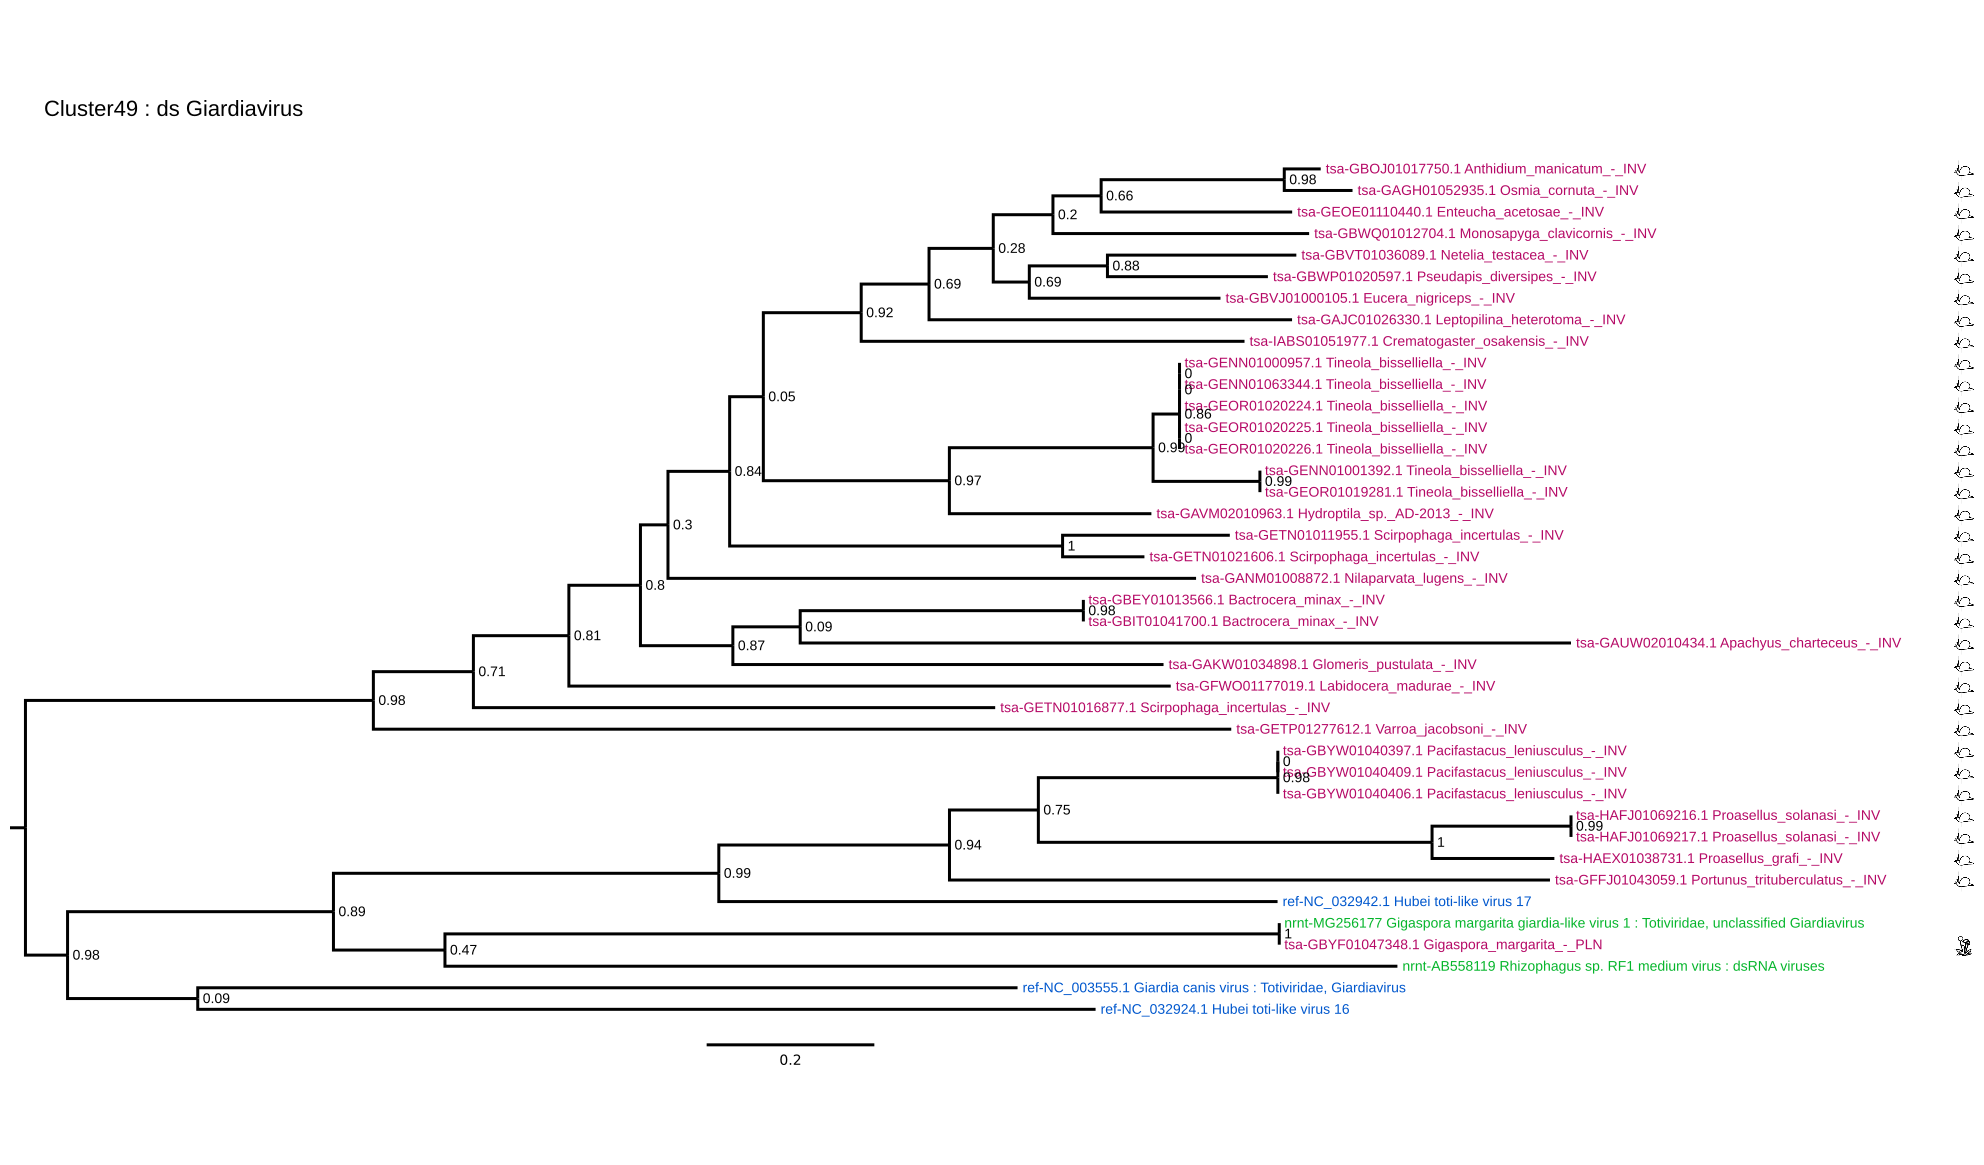 Cluster49 : ds Giardiavirus
tsa-GBOJ01017750.1 Anthidium_manicatum_-_INV
0.98
tsa-GAGH01052935.1 Osmia_cornuta_-_INV
0.66
tsa-GEOE01110440.1 Enteucha_acetosae_-_INV
0.2
tsa-GBWQ01012704.1 Monosapyga_clavicornis_-_INV
0.28
tsa-GBVT01036089.1 Netelia_testacea_-_INV
0.88
tsa-GBWP01020597.1 Pseudapis_diversipes_-_INV
0.69
0.69
tsa-GBVJ01000105.1 Eucera_nigriceps_-_INV
0.92
tsa-GAJC01026330.1 Leptopilina_heterotoma_-_INV
tsa-IABS01051977.1 Crematogaster_osakensis_-_INV
tsa-GENN01000957.1 Tineola_bisselliella_-_INV
0
tsa-GENN01063344.1 Tineola_bisselliella_-_INV
0
0.05
tsa-GEOR01020224.1 Tineola_bisselliella_-_INV
0.86
tsa-GEOR01020225.1 Tineola_bisselliella_-_INV
0
0.99
tsa-GEOR01020226.1 Tineola_bisselliella_-_INV
0.84
tsa-GENN01001392.1 Tineola_bisselliella_-_INV
0.97
0.99
tsa-GEOR01019281.1 Tineola_bisselliella_-_INV
tsa-GAVM02010963.1 Hydroptila_sp._AD-2013_-_INV
0.3
tsa-GETN01011955.1 Scirpophaga_incertulas_-_INV
1
tsa-GETN01021606.1 Scirpophaga_incertulas_-_INV
tsa-GANM01008872.1 Nilaparvata_lugens_-_INV
0.8
tsa-GBEY01013566.1 Bactrocera_minax_-_INV
0.98
tsa-GBIT01041700.1 Bactrocera_minax_-_INV
0.09
0.81
tsa-GAUW02010434.1 Apachyus_charteceus_-_INV
0.87
tsa-GAKW01034898.1 Glomeris_pustulata_-_INV
0.71
tsa-GFWO01177019.1 Labidocera_madurae_-_INV
0.98
tsa-GETN01016877.1 Scirpophaga_incertulas_-_INV
tsa-GETP01277612.1 Varroa_jacobsoni_-_INV
tsa-GBYW01040397.1 Pacifastacus_leniusculus_-_INV
0
tsa-GBYW01040409.1 Pacifastacus_leniusculus_-_INV
0.98
tsa-GBYW01040406.1 Pacifastacus_leniusculus_-_INV
0.75
tsa-HAFJ01069216.1 Proasellus_solanasi_-_INV
0.99
tsa-HAFJ01069217.1 Proasellus_solanasi_-_INV
1
0.94
tsa-HAEX01038731.1 Proasellus_grafi_-_INV
0.99
tsa-GFFJ01043059.1 Portunus_trituberculatus_-_INV
ref-NC_032942.1 Hubei toti-like virus 17
0.89
nrnt-MG256177 Gigaspora margarita giardia-like virus 1 : Totiviridae, unclassified Giardiavirus
1
tsa-GBYF01047348.1 Gigaspora_margarita_-_PLN
0.47
0.98
nrnt-AB558119 Rhizophagus sp. RF1 medium virus : dsRNA viruses
ref-NC_003555.1 Giardia canis virus : Totiviridae, Giardiavirus
0.09
ref-NC_032924.1 Hubei toti-like virus 16
0.2